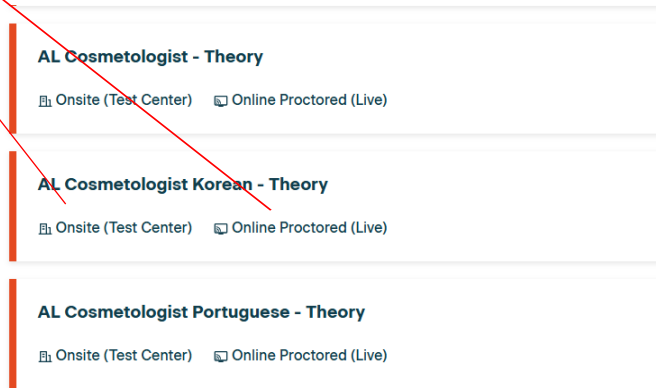 AL Cosmetologist - Theory
Onsite (Test Center) Online Proctored (Live)
AL Cosmetologist Korean - Theory
Onsite (Test Center) Online Proctored (Live)
AL Cosmetologist Portuguese - Theory
Onsite (Test Center) Online Proctored (Live)